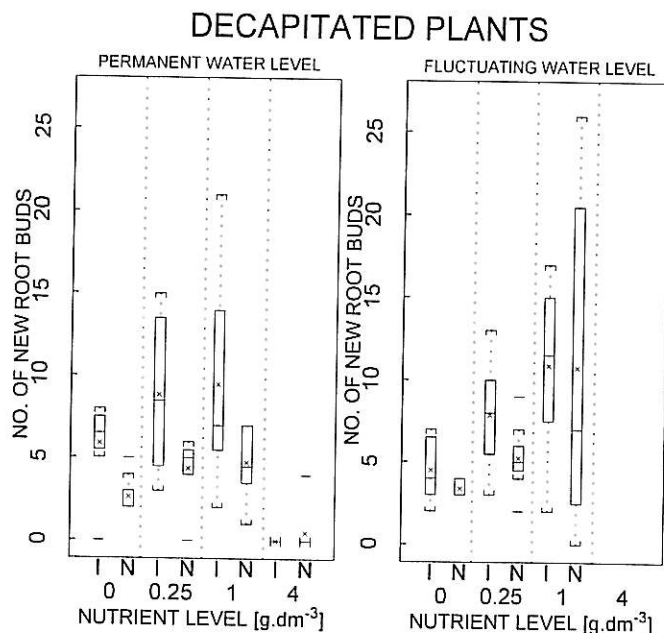 DECAPITATED PLANTS
PERMANENT WATER LEVEL
NO. OF NEW ROOT BUDS
25
20
15
10
5
0
I N I N I N I N
0 0.25 1 4
NUTRIENT LEVEL [g.dm-3]
FLUCTUATING WATER LEVEL
NO. OF NEW ROOT BUDS
25
20
15
10
5
0
I N I N I N
0 0.25 1 4
NUTRIENT LEVEL [g.dm-3]